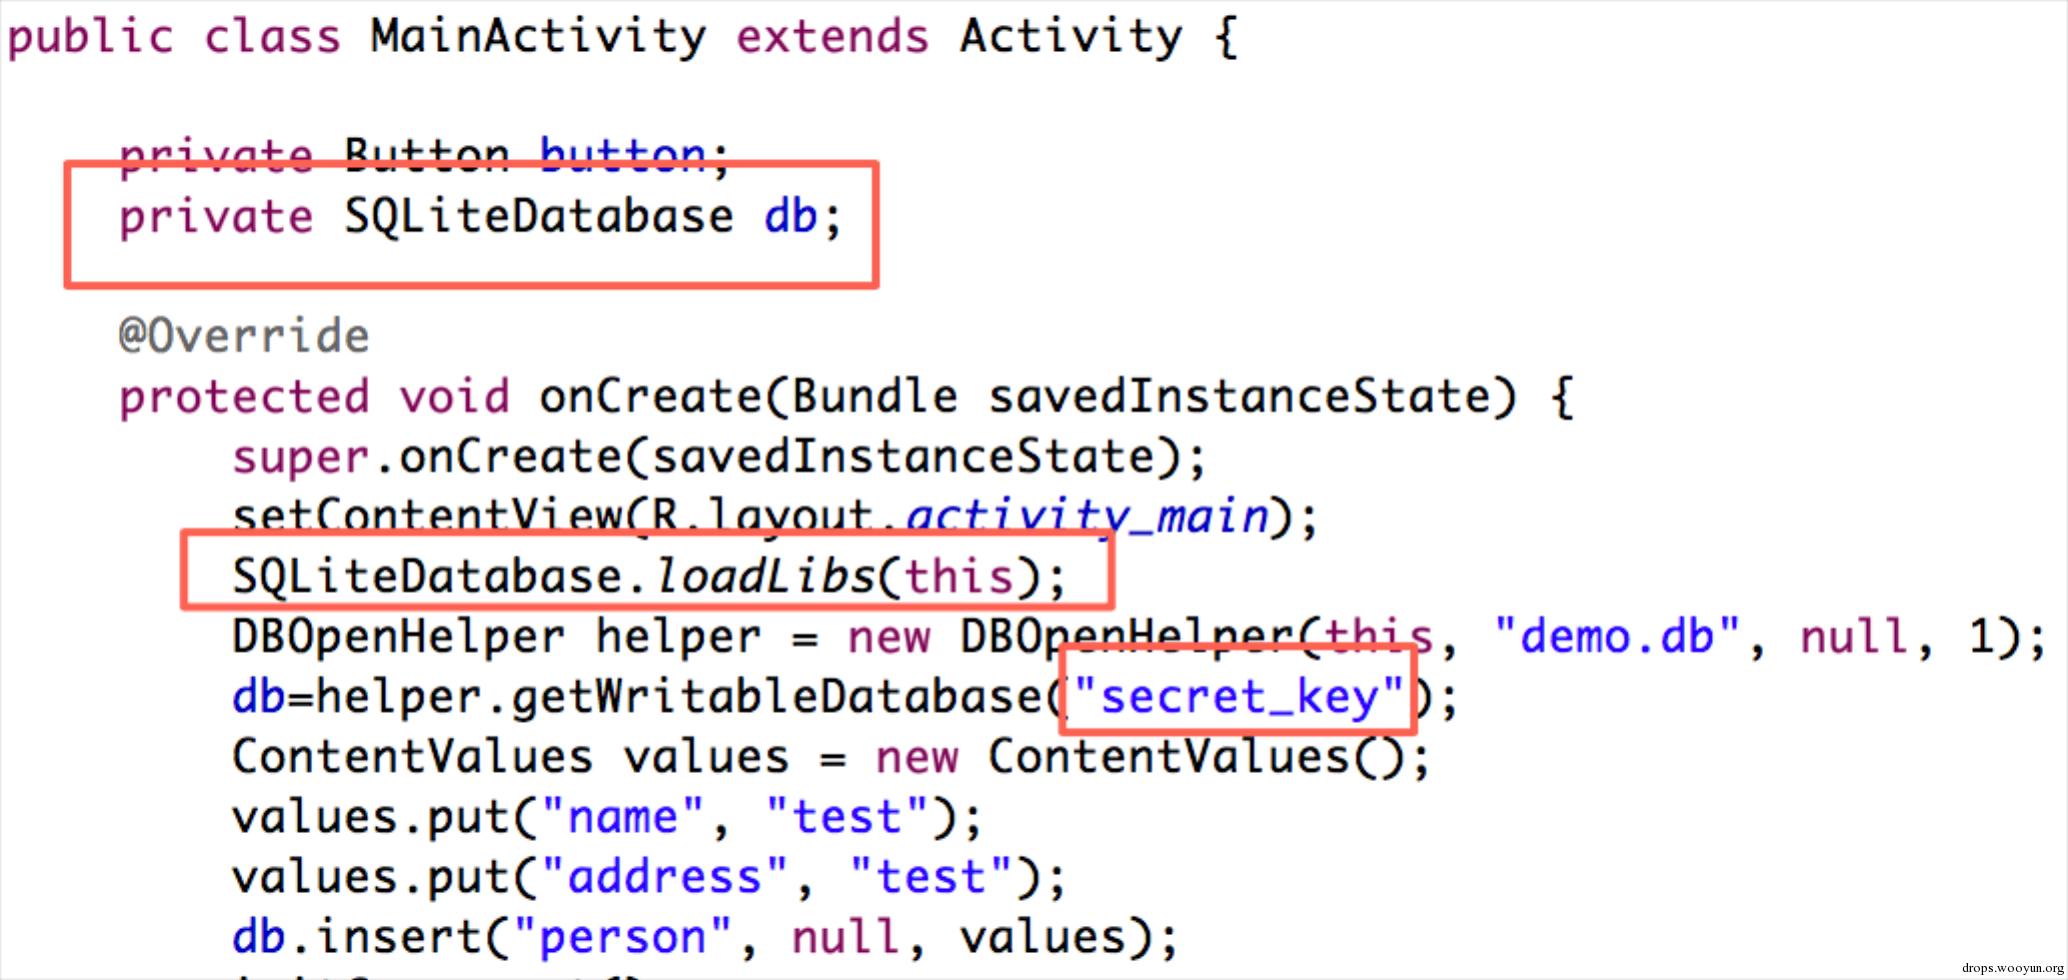 public class MainActivity extends Activity {
private Button button;
private SQLiteDatabase db;
@Override
protected void onCreate(Bundle savedInstanceState) {
super.onCreate(savedInstanceState);
setContentView(R.layout.activity_main);
SQLiteDatabase.loadLibs(this);
DBOpenHelper helper = new DBOpenHelper(this, "demo.db", null, 1);
db=helper.getWritableDatabase("secret_key");
ContentValues values = new ContentValues();
values.put("name", "test");
values.put("address", "test");
db.insert("person", null, values);
drops.wooyun.org